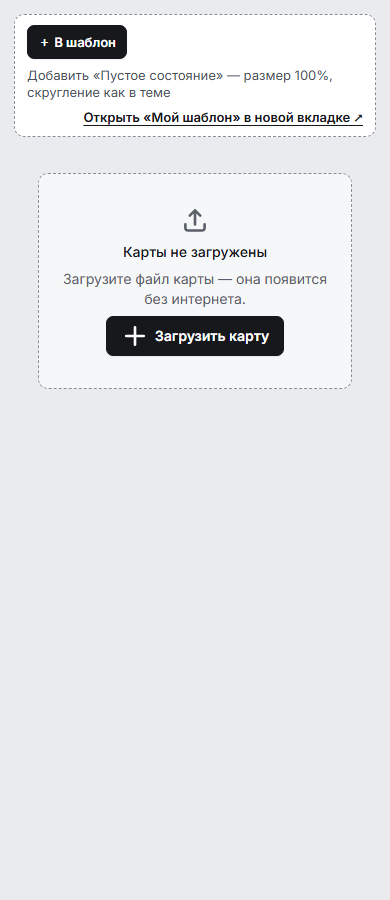 + В шаблон
Добавить «Пустое состояние» — размер 100%,
скругление как в теме
Открыть «Мой шаблон» в новой вкладке ↗
Карты не загружены
Загрузите файл карты — она появится
без интернета.
Загрузить карту